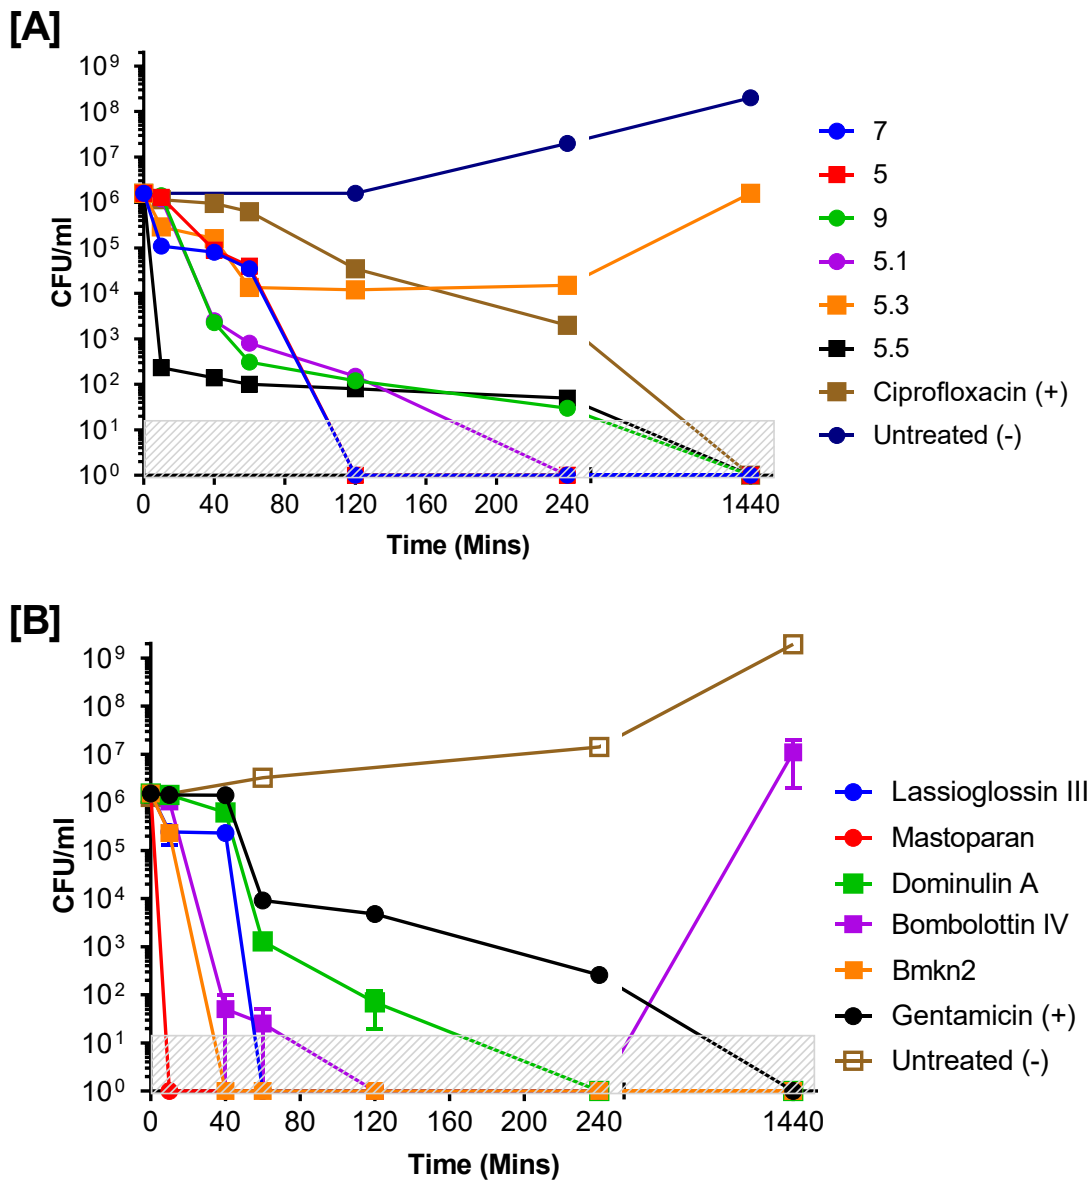 [A]
10⁹
10⁸
10⁷
10⁶
10⁵
10⁴
10³
10²
10¹
10⁰
CFU/ml
0 40 80 120 160 200 240 1440
Time (Mins)
7
5
9
5.1
5.3
5.5
Ciprofloxacin (+)
Untreated (-)
[B]
10⁹
10⁸
10⁷
10⁶
10⁵
10⁴
10³
10²
10¹
10⁰
CFU/ml
0 40 80 120 160 200 240 1440
Time (Mins)
Lassioglossin III
Mastoparan
Dominulin A
Bombolottin IV
Bmkn2
Gentamicin (+)
Untreated (-)